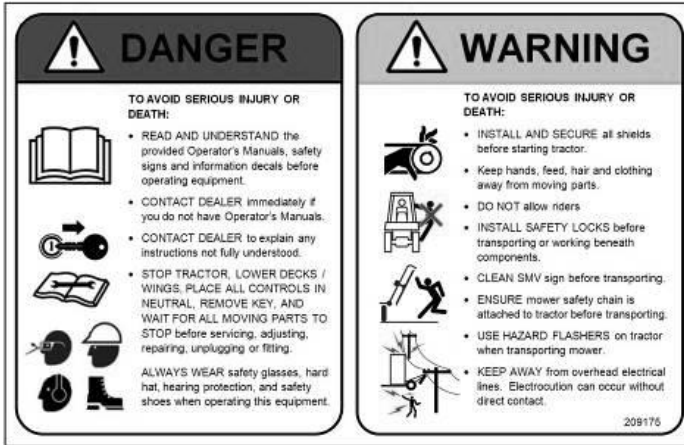 DANGER
TO AVOID SERIOUS INJURY OR
DEATH:
• READ AND UNDERSTAND the
provided Operator's Manuals, safety
signs and information decals before
operating equipment.
• CONTACT DEALER immediately if
you do not have Operator's Manuals.
• CONTACT DEALER to explain any
instructions not fully understood.
• STOP TRACTOR, LOWER DECKS /
WINGS, PLACE ALL CONTROLS IN
NEUTRAL, REMOVE KEY, AND
WAIT FOR ALL MOVING PARTS TO
STOP before servicing, adjusting,
repairing, unplugging or fitting.
ALWAYS WEAR safety glasses, hard
hat, hearing protection, and safety
shoes when operating this equipment.
WARNING
TO AVOID SERIOUS INJURY OR
DEATH:
• INSTALL AND SECURE all shields
before starting tractor.
• Keep hands, feed, hair and clothing
away from moving parts.
• DO NOT allow riders
• INSTALL SAFETY LOCKS before
transporting or working beneath
components.
• CLEAN SMV sign before transporting.
• ENSURE mower safety chain is
attached to tractor before transporting.
• USE HAZARD FLASHERS on tractor
when transporting mower.
• KEEP AWAY from overhead electrical
lines. Electrocution can occur without
direct contact.
209175